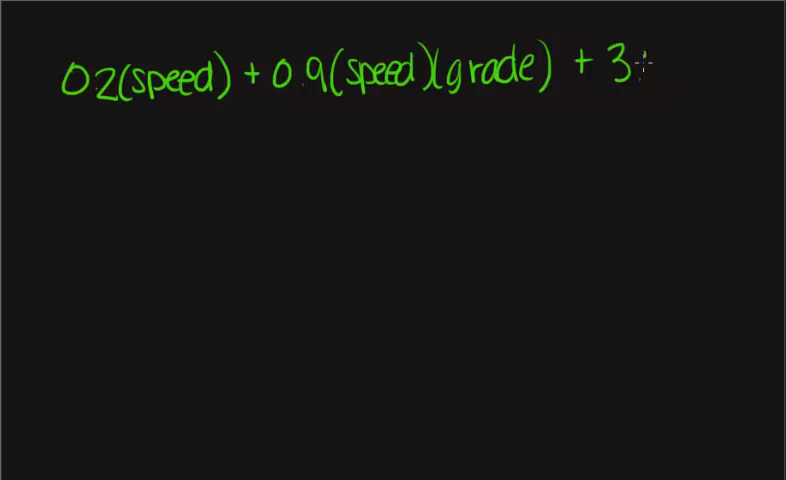 0.2(speed) + 0.9(speed)(grade) + 3.